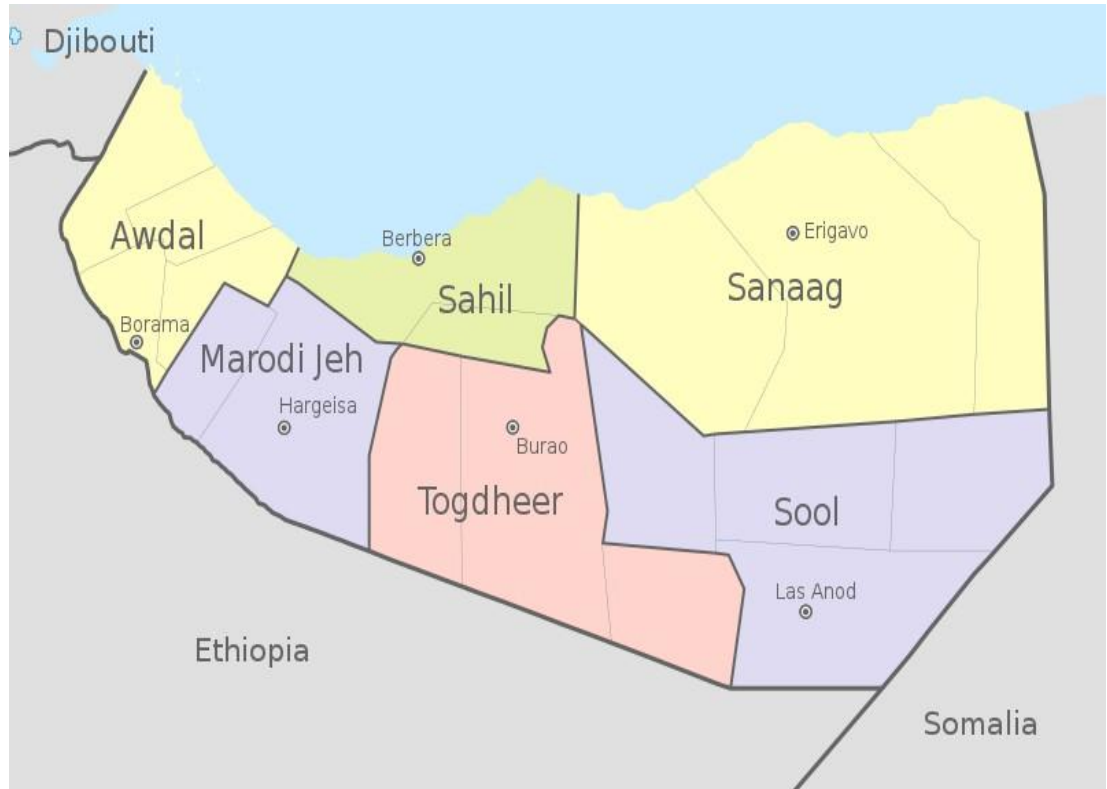 Djibouti
Awdal
Berbera
Erigavo
Sahil
Sanaag
Borama
Marodi Jeh
Hargeisa
Burao
Togdheer
Sool
Las Anod
Ethiopia
Somalia